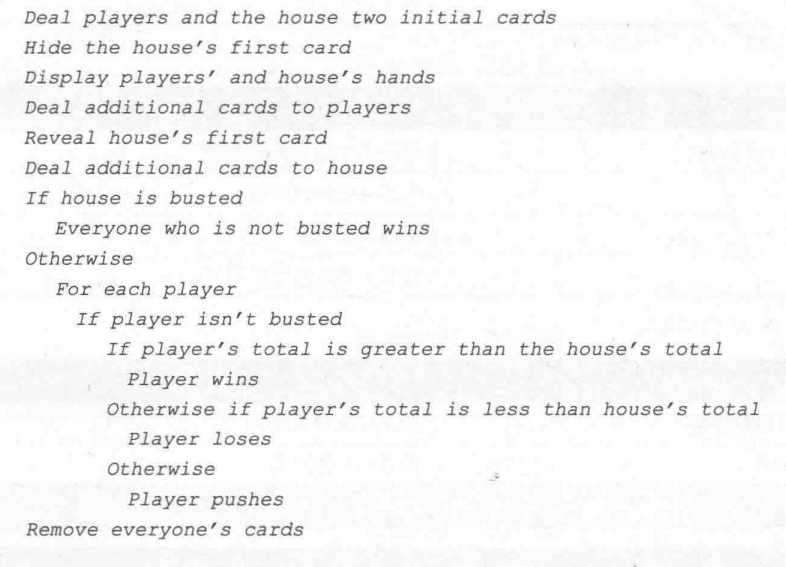 Deal players and the house two initial cards
Hide the house's first card
Display players' and house's hands
Deal additional cards to players
Reveal house's first card
Deal additional cards to house
If house is busted
Everyone who is not busted wins
Otherwise
For each player
If player isn't busted
If player's total is greater than the house's total
Player wins
Otherwise if player's total is less than house's total
Player loses
Otherwise
Player pushes
Remove everyone's cards